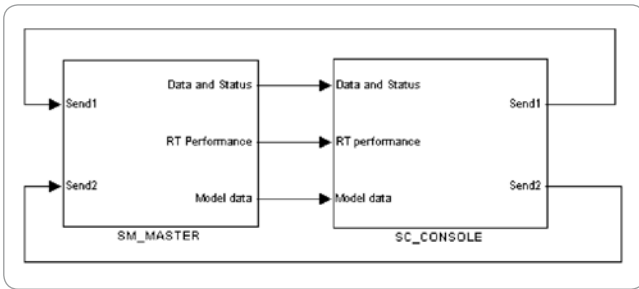 Data and Status
Send1
RT Performance
Send2
Model data
SM_MASTER
Data and Status
Send1
RT performance
Send2
Model data
SC_CONSOLE